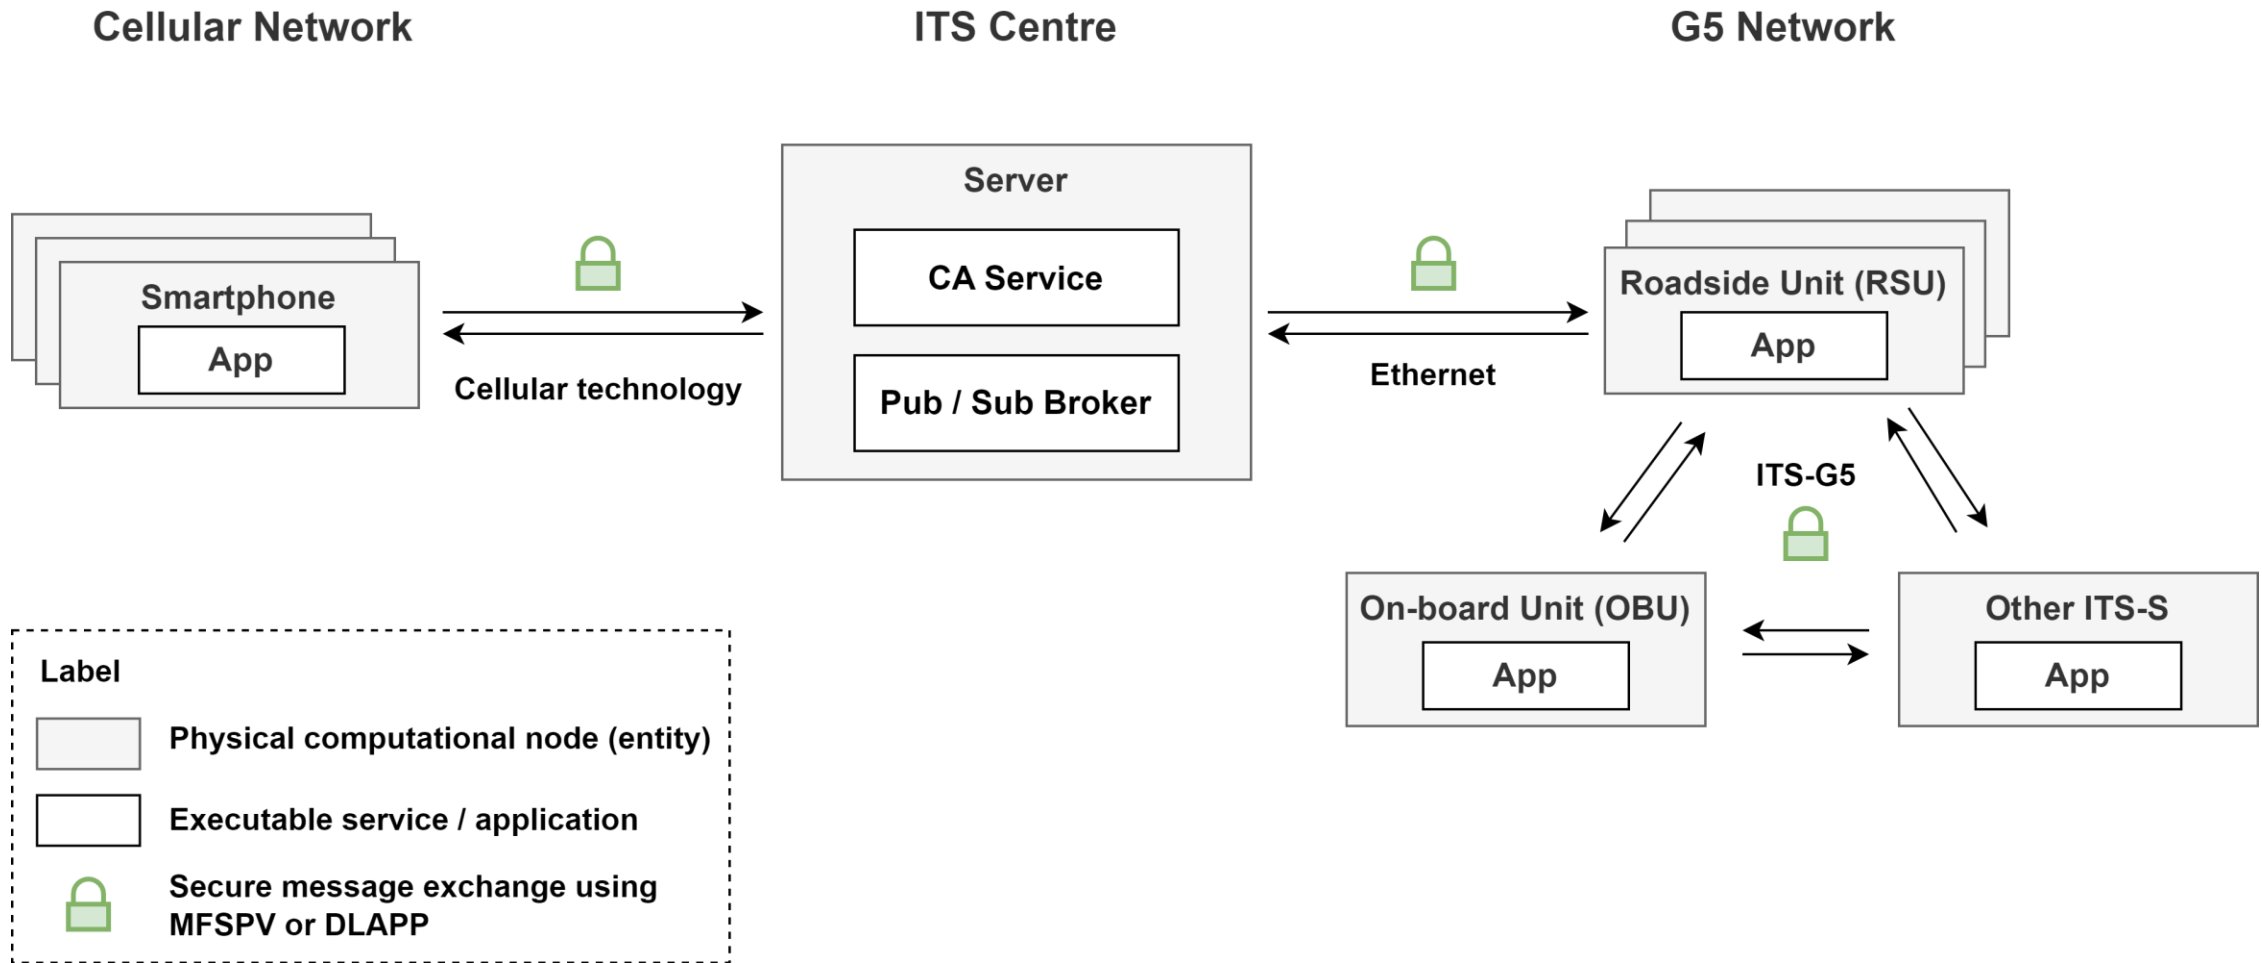 Cellular Network
ITS Centre
G5 Network
Smartphone
App
Cellular technology
Server
CA Service
Pub / Sub Broker
Ethernet
Roadside Unit (RSU)
App
ITS-G5
On-board Unit (OBU)
App
Other ITS-S
App
Label
Physical computational node (entity)
Executable service / application
Secure message exchange using
MFSPV or DLAPP